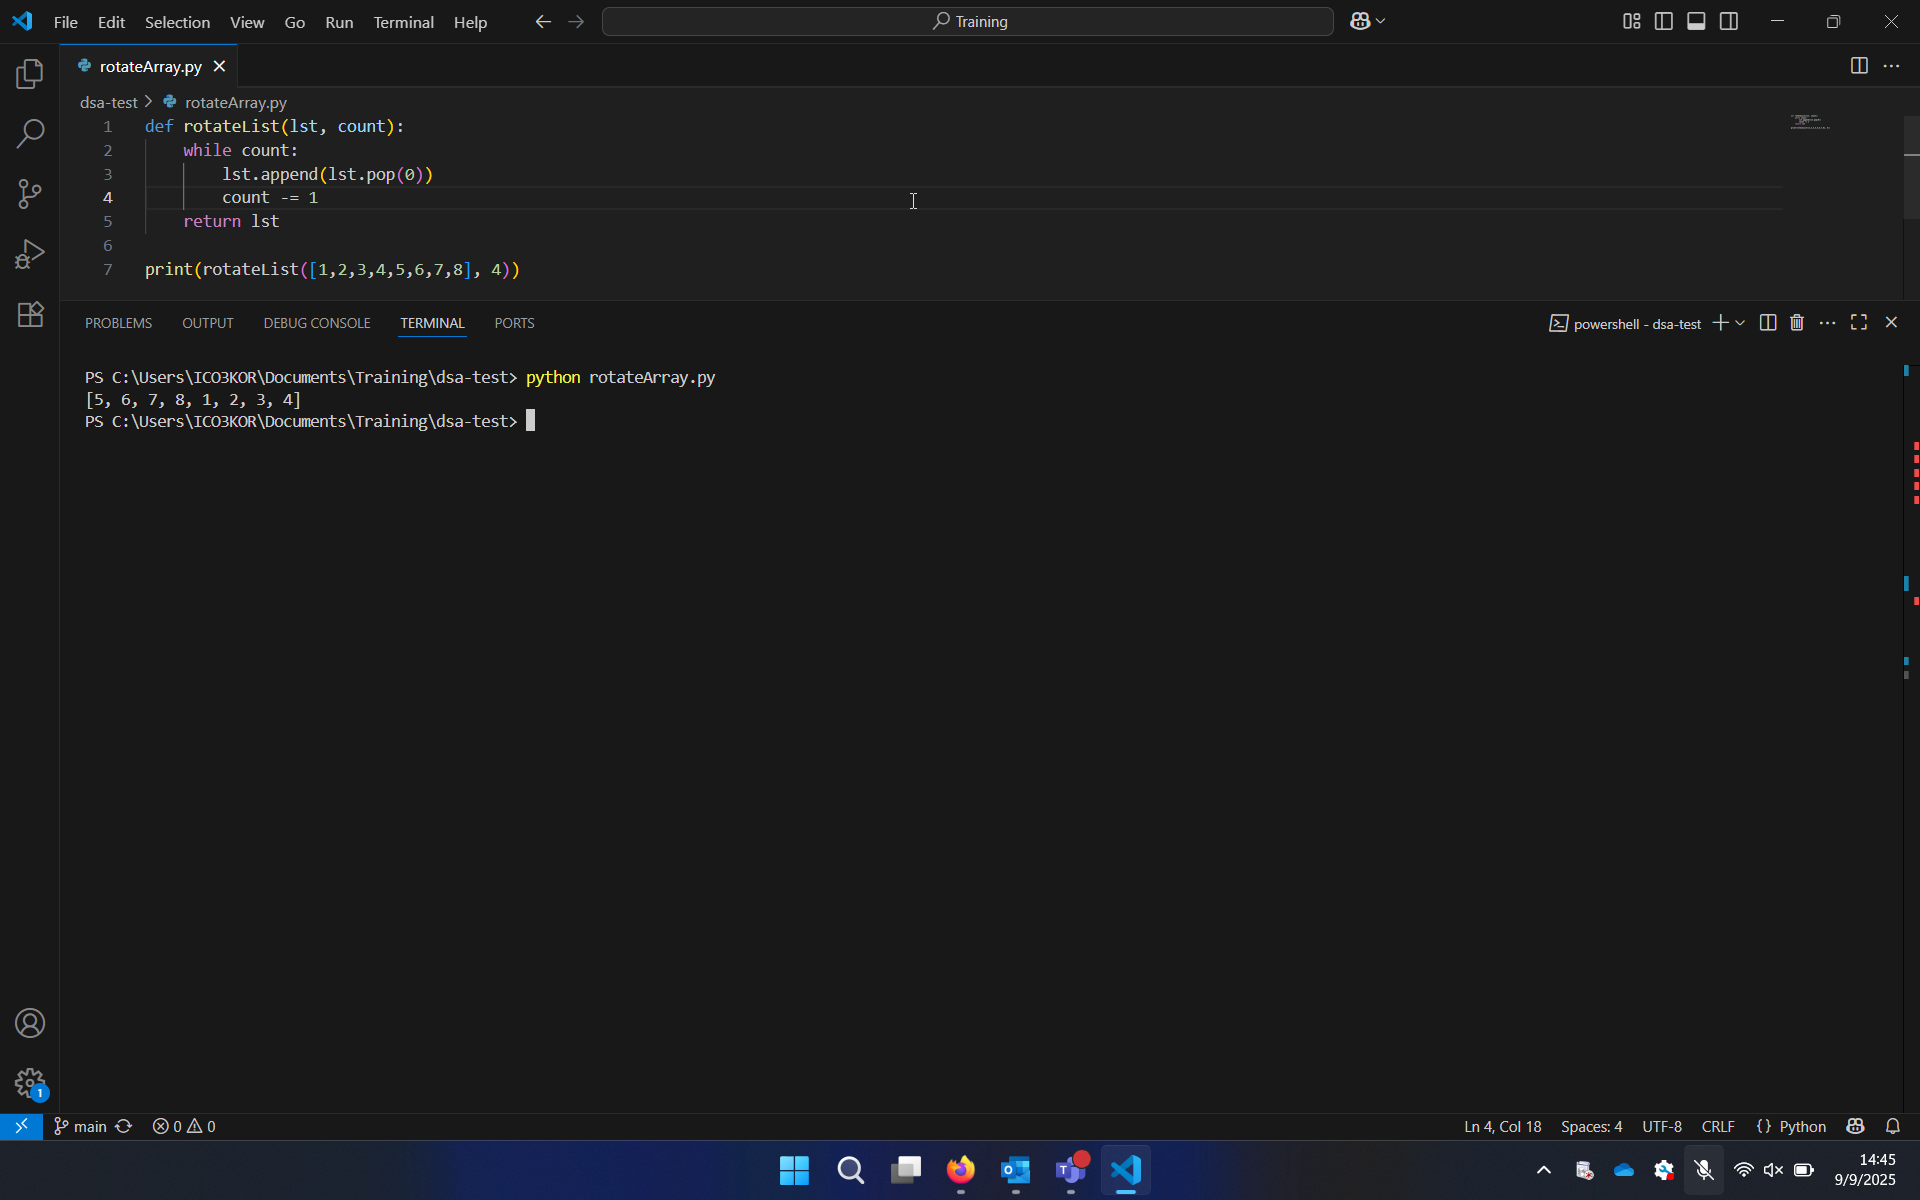 File Edit Selection View Go Run Terminal Help
Training
rotateArray.py
dsa-test > rotateArray.py
1 def rotateList(lst, count):
2     while count:
3         lst.append(lst.pop(0))
4         count -= 1
5     return lst
6
7 print(rotateList([1,2,3,4,5,6,7,8], 4))
PROBLEMS OUTPUT DEBUG CONSOLE TERMINAL PORTS
powershell - dsa-test
PS C:\Users\ICO3KOR\Documents\Training\dsa-test> python rotateArray.py
[5, 6, 7, 8, 1, 2, 3, 4]
PS C:\Users\ICO3KOR\Documents\Training\dsa-test>
1
main 0 0 Ln 4, Col 18 Spaces: 4 UTF-8 CRLF {} Python
14:45
9/9/2025